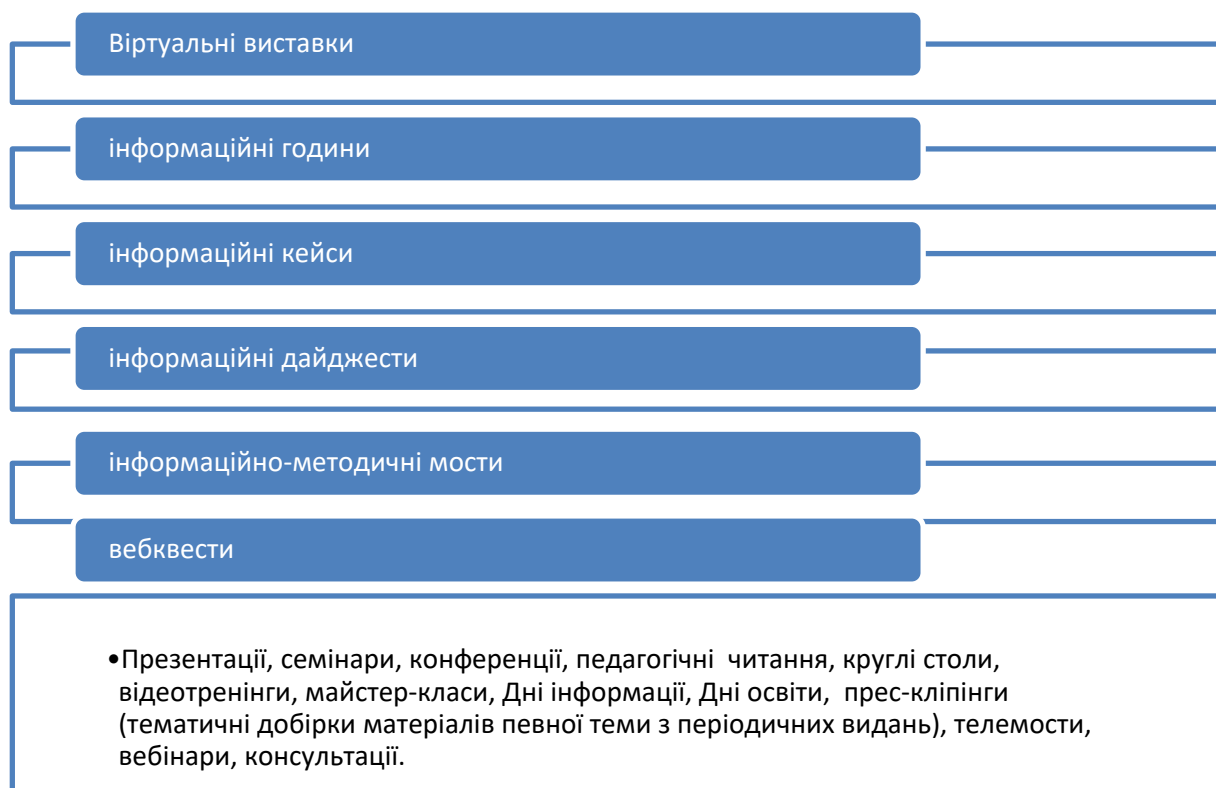 Віртуальні виставки
інформаційні години
інформаційні кейси
інформаційні дайджести
інформаційно-методичні мости
вебквести
•Презентації, семінари, конференції, педагогічні читання, круглі столи,
відеотренінги, майстер-класи, Дні інформації, Дні освіти, прес-кліпінги
(тематичні добірки матеріалів певної теми з періодичних видань), телемости,
вебінари, консультації.